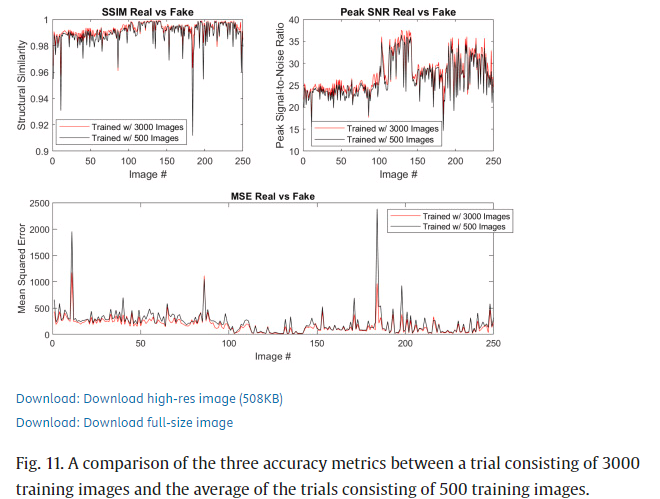 SSIM Real vs Fake
Structural Similarity
1
0.98
0.96
0.94
0.92
0.9
Trained w/ 3000 Images
Trained w/ 500 Images
0 50 100 150 200 250
Image #
Peak SNR Real vs Fake
Peak Signal-to-Noise Ratio
40
35
30
25
20
15
10
Trained w/ 3000 Images
Trained w/ 500 Images
0 50 100 150 200 250
Image #
MSE Real vs Fake
Mean Squared Error
2500
2000
1500
1000
500
0
Trained w/ 3000 Images
Trained w/ 500 Images
0 50 100 150 200 250
Image #
Download: Download high-res image (508KB)
Download: Download full-size image
Fig. 11. A comparison of the three accuracy metrics between a trial consisting of 3000
training images and the average of the trials consisting of 500 training images.